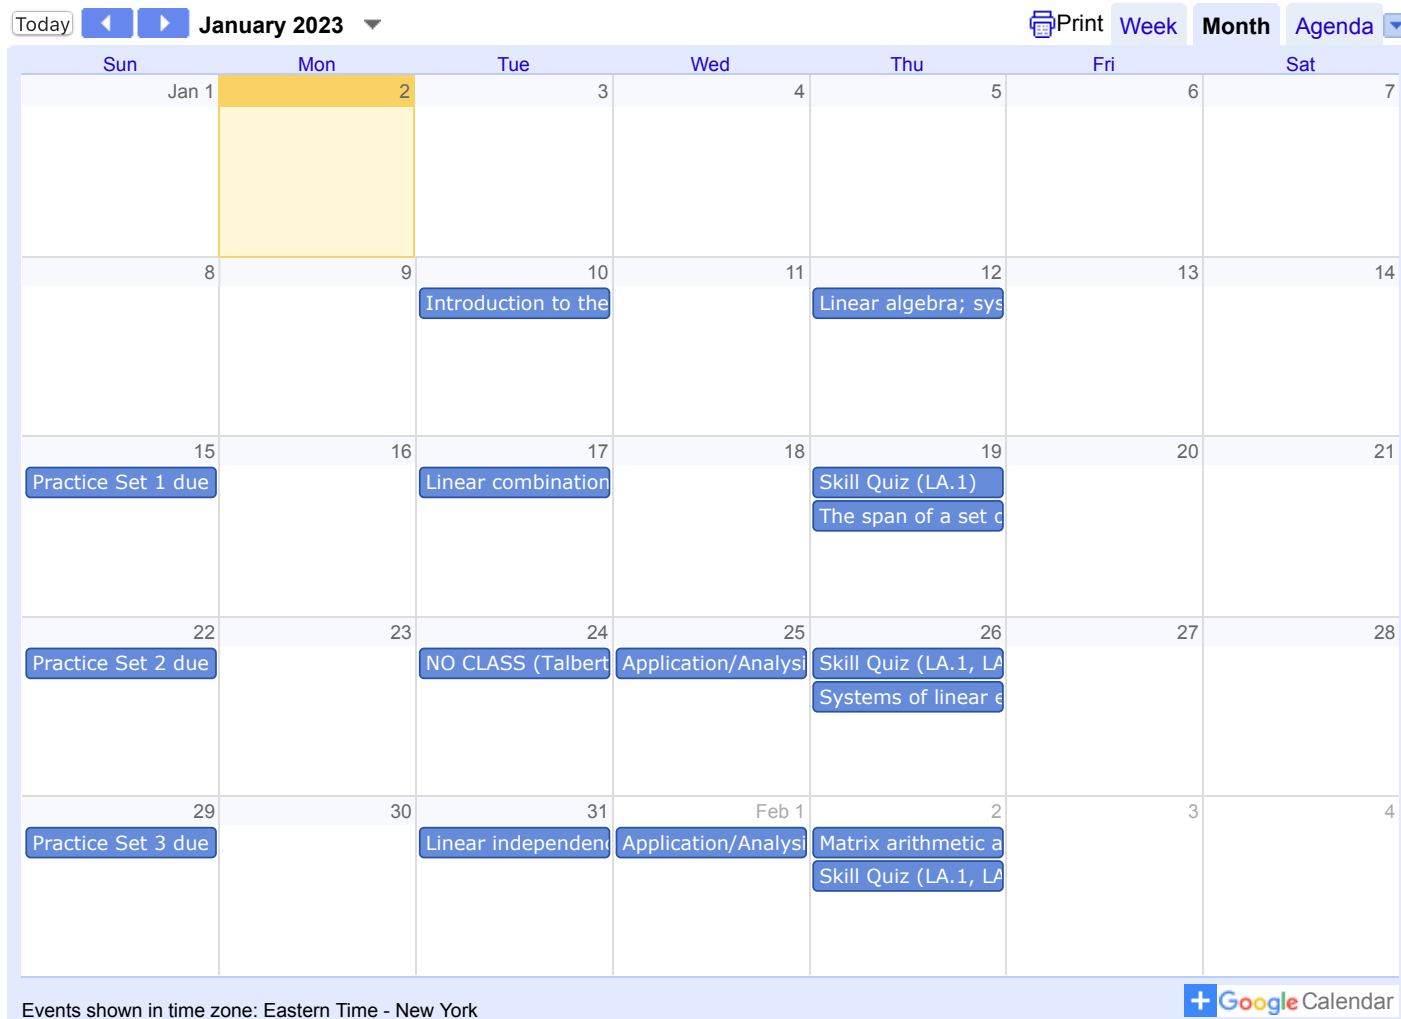 Today January 2023 Print Week Month Agenda
Sun Mon Tue Wed Thu Fri Sat
Jan 1 2 3 4 5 6 7
8 9 10 11 12 13 14
Introduction to the Linear algebra; sys
15 16 17 18 19 20 21
Practice Set 1 due Linear combination Skill Quiz (LA.1)
The span of a set
22 23 24 25 26 27 28
Practice Set 2 due NO CLASS (Talbert Application/Analysi Skill Quiz (LA.1, LA
Systems of linear e
29 30 31 Feb 1 2 3 4
Practice Set 3 due Linear independen Application/Analysi Matrix arithmetic a
Skill Quiz (LA.1, LA
Events shown in time zone: Eastern Time - New York
Google Calendar